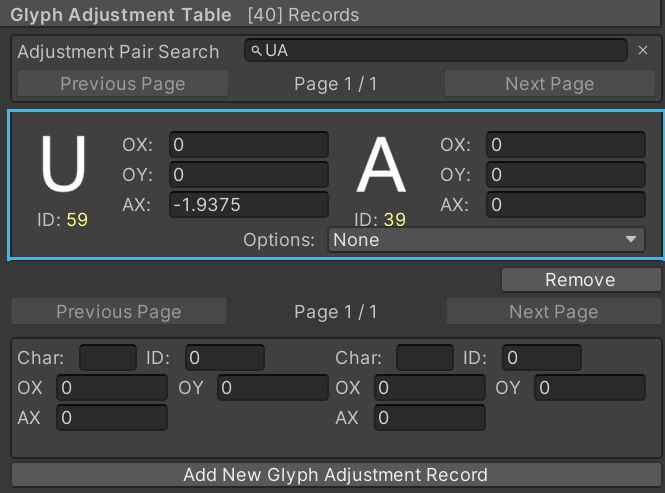 Glyph Adjustment Table [40] Records
Adjustment Pair Search UA ×
Previous Page Page 1 / 1 Next Page
U OX: 0 A OX: 0
OY: 0 OY: 0
AX: -1.9375 AX: 0
ID: 59 ID: 39
Options: None
Remove
Previous Page Page 1 / 1 Next Page
Char: ID: 0 Char: ID: 0
OX 0 OY 0 OX 0 OY 0
AX 0 AX 0
Add New Glyph Adjustment Record